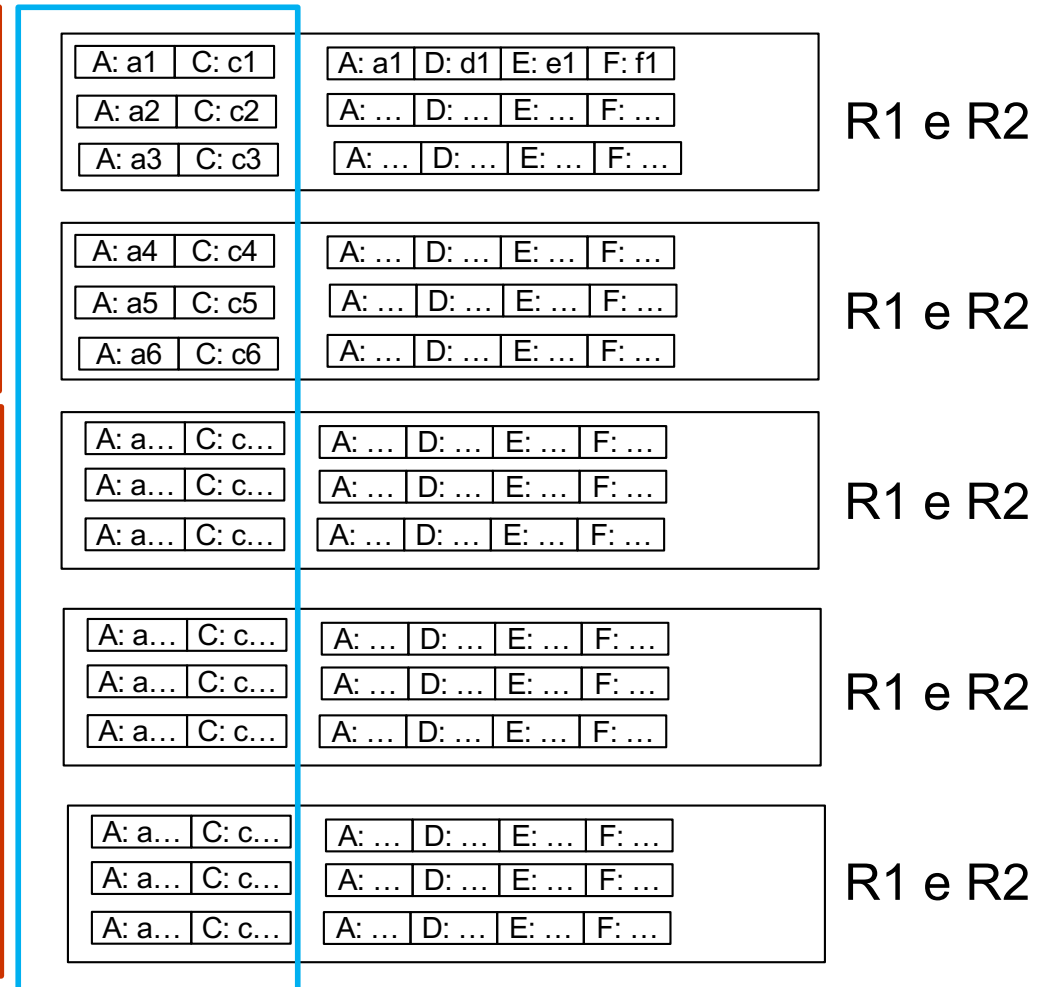 A: a1 C: c1 A: a1 D: d1 E: e1 F: f1
A: a2 C: c2 A: … D: … E: … F: …
A: a3 C: c3 A: … D: … E: … F: …
R1 e R2
A: a4 C: c4 A: … D: … E: … F: …
A: a5 C: c5 A: … D: … E: … F: …
A: a6 C: c6 A: … D: … E: … F: …
R1 e R2
A: a… C: c… A: … D: … E: … F: …
A: a… C: c… A: … D: … E: … F: …
A: a… C: c… A: … D: … E: … F: …
R1 e R2
A: a… C: c… A: … D: … E: … F: …
A: a… C: c… A: … D: … E: … F: …
A: a… C: c… A: … D: … E: … F: …
R1 e R2
A: a… C: c… A: … D: … E: … F: …
A: a… C: c… A: … D: … E: … F: …
A: a… C: c… A: … D: … E: … F: …
R1 e R2